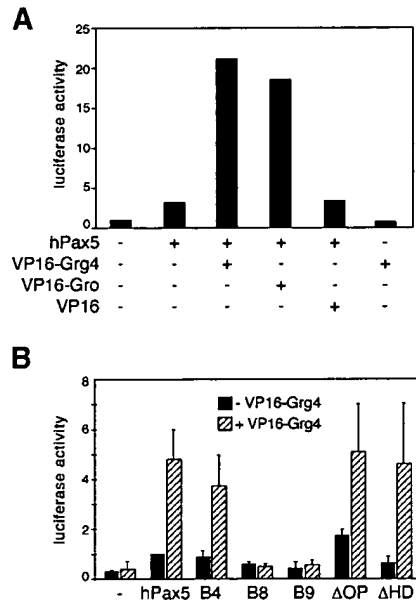 A
luciferase activity
25
20
15
10
5
0
hPax5 - + + + + -
VP16-Grg4 - - + - - +
VP16-Gro - - - + - -
VP16 - - - - + -
B
luciferase activity
8
6
4
2
0
- VP16-Grg4
+ VP16-Grg4
- hPax5 B4 B8 B9 ΔOP ΔHD